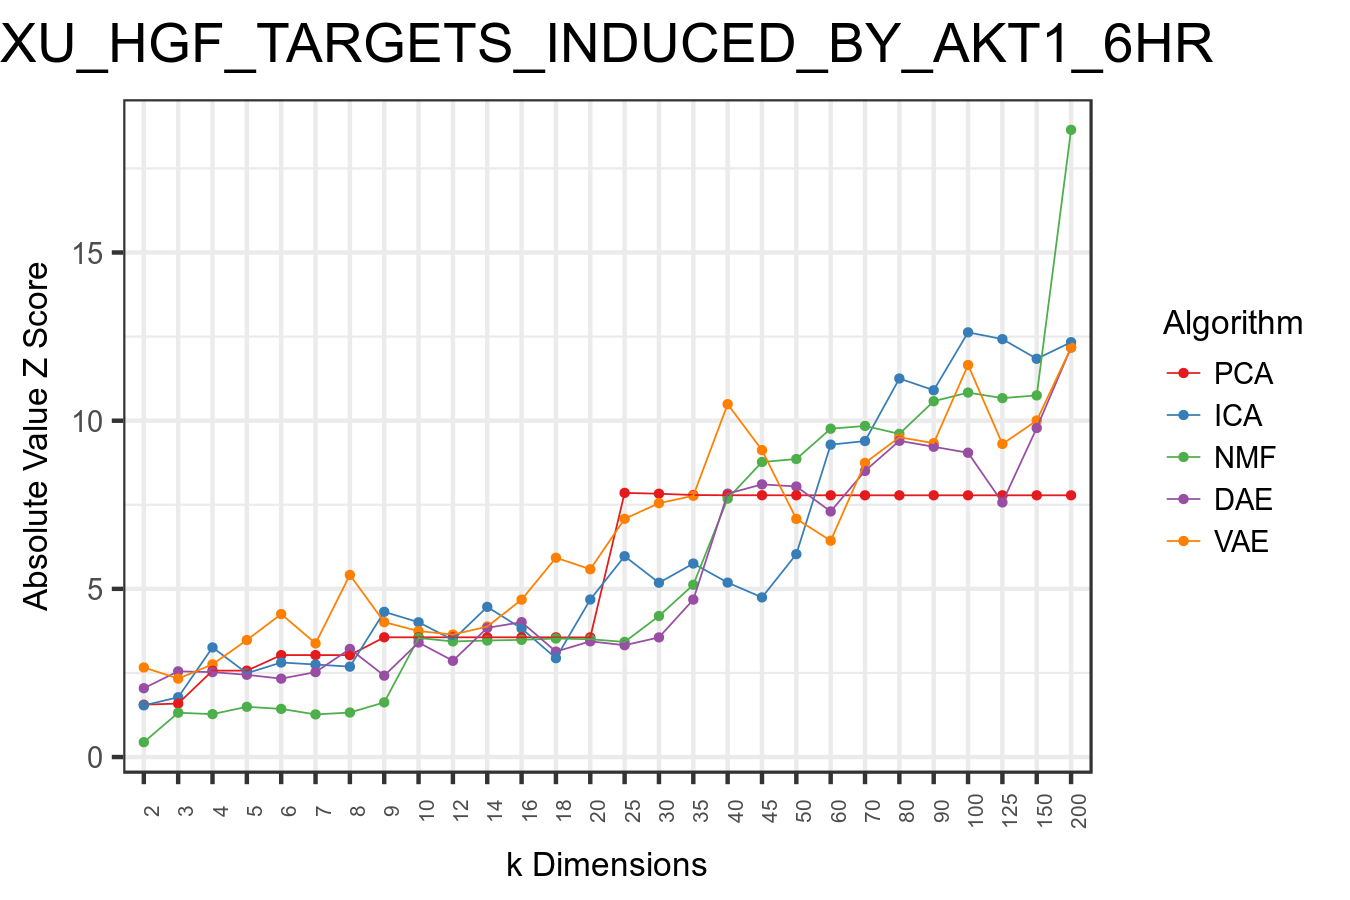 XU_HGF_TARGETS_INDUCED_BY_AKT1_6HR
Absolute Value Z Score
15
10
5
0
2 3 4 5 6 7 8 9 10 12 14 16 18 20 25 30 35 40 45 50 60 70 80 90 100 125 150 200
k Dimensions
Algorithm
PCA
ICA
NMF
DAE
VAE